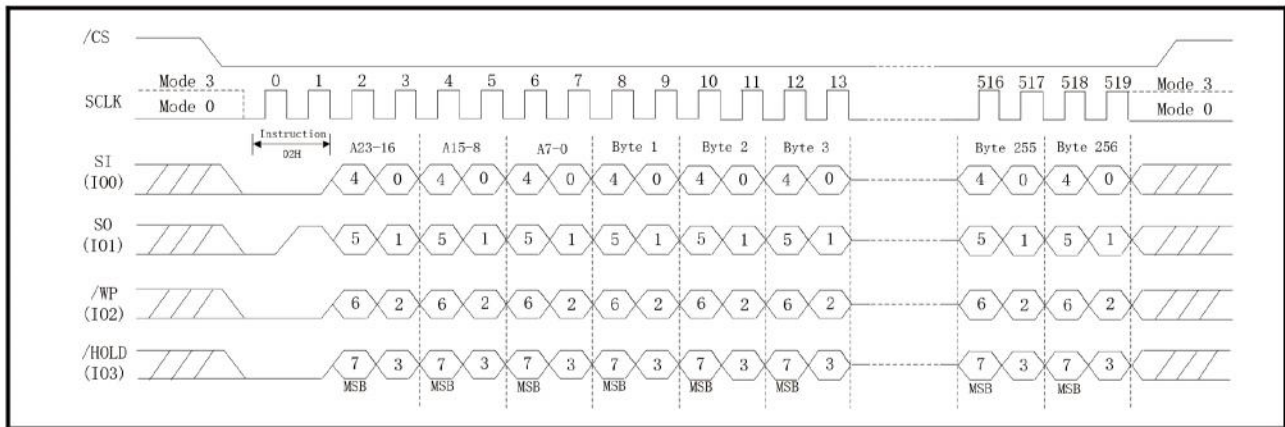 /CS
Mode 3 0 1 2 3 4 5 6 7 8 9 10 11 12 13 516 517 518 519 Mode 3
SCLK Mode 0 Mode 0
Instruction
02H A23-16 A15-8 A7-0 Byte 1 Byte 2 Byte 3 Byte 255 Byte 256
SI
(IO0) 4 0 4 0 4 0 4 0 4 0 4 0 4 0 4 0
SO
(IO1) 5 1 5 1 5 1 5 1 5 1 5 1 5 1 5 1
/WP
(IO2) 6 2 6 2 6 2 6 2 6 2 6 2 6 2 6 2
/HOLD
(IO3) 7 3 7 3 7 3 7 3 7 3 7 3 7 3 7 3
MSB MSB MSB MSB MSB MSB MSB MSB